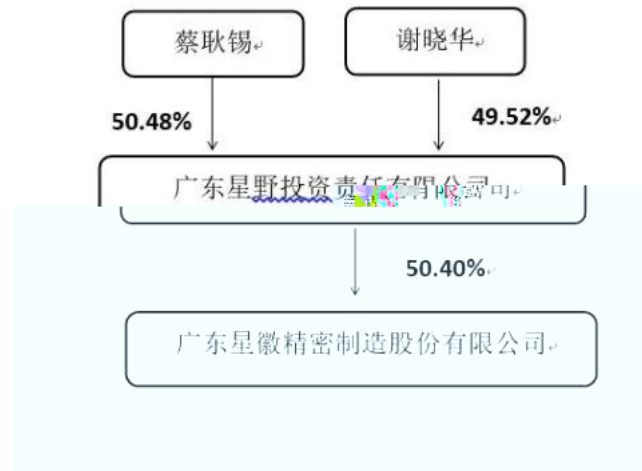 蔡耿锡
谢晓华
50.48%
49.52%
广东星野投资责任有限公司
50.40%
广东星徽精密制造股份有限公司